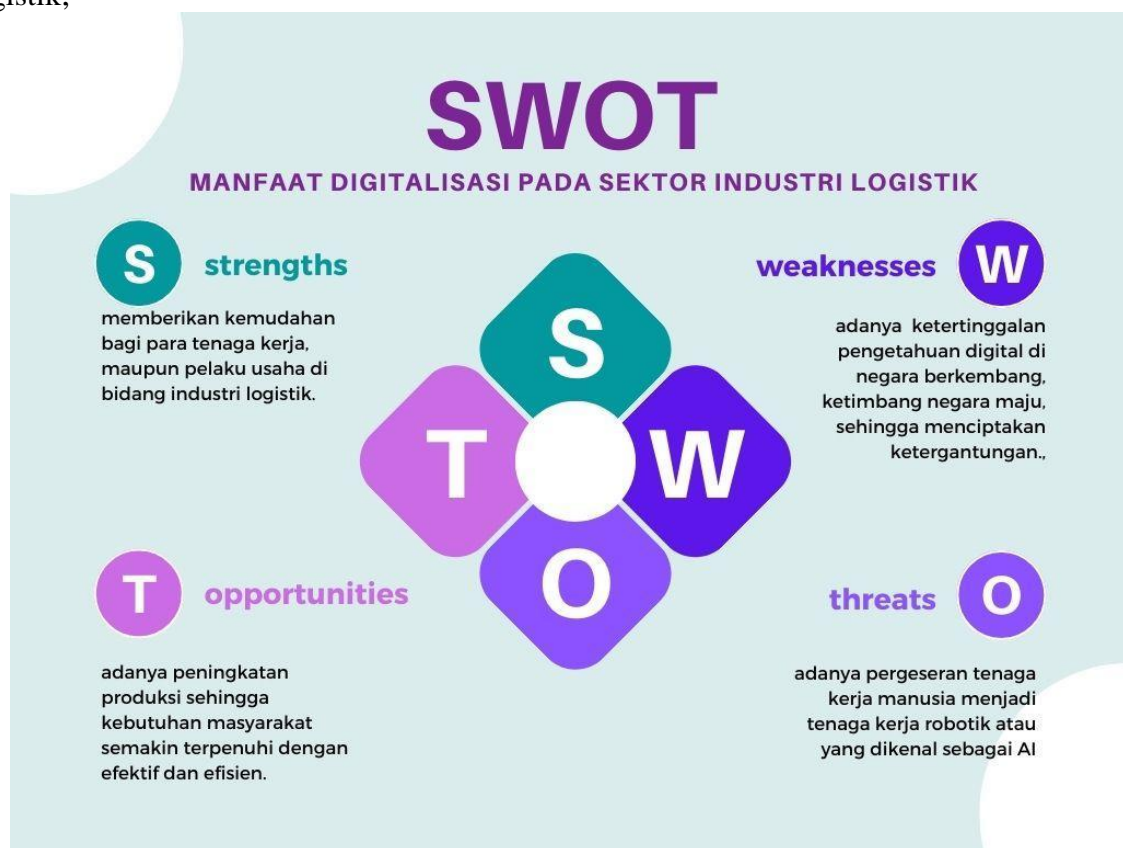 gistik,
SWOT
MANFAAT DIGITALISASI PADA SEKTOR INDUSTRI LOGISTIK
S
strengths
memberikan kemudahan
bagi para tenaga kerja,
maupun pelaku usaha di
bidang industri logistik.
weaknesses
W
adanya ketertinggalan
pengetahuan digital di
negara berkembang,
ketimbang negara maju,
sehingga menciptakan
ketergantungan.,
S
T
W
O
T
opportunities
adanya peningkatan
produksi sehingga
kebutuhan masyarakat
semakin terpenuhi dengan
efektif dan efisien.
threats
O
adanya pergeseran tenaga
kerja manusia menjadi
tenaga kerja robotik atau
yang dikenal sebagai AI